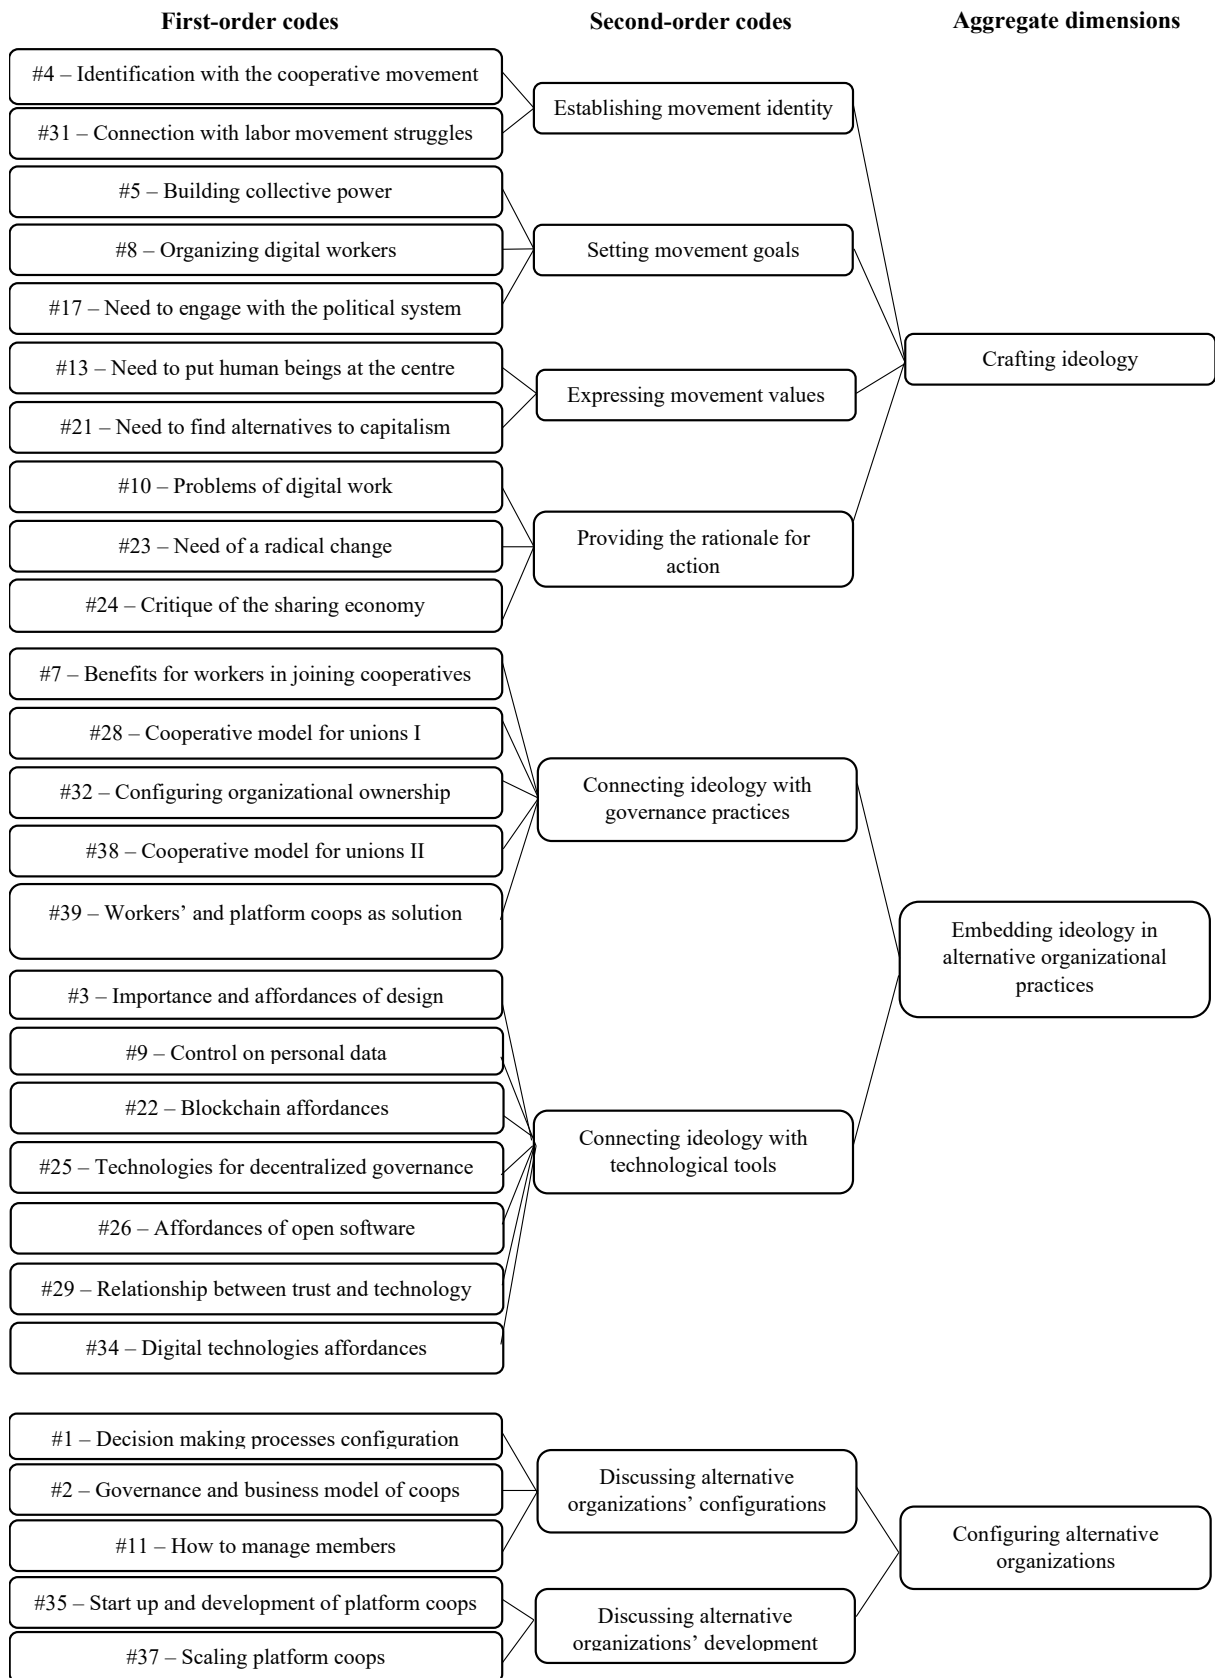 First-order codes
Second-order codes
Aggregate dimensions
#4 – Identification with the cooperative movement
#31 – Connection with labor movement struggles
Establishing movement identity
#5 – Building collective power
#8 – Organizing digital workers
#17 – Need to engage with the political system
Setting movement goals
#13 – Need to put human beings at the centre
#21 – Need to find alternatives to capitalism
Expressing movement values
#10 – Problems of digital work
#23 – Need of a radical change
#24 – Critique of the sharing economy
Providing the rationale for
action
Crafting ideology
#7 – Benefits for workers in joining cooperatives
#28 – Cooperative model for unions I
#32 – Configuring organizational ownership
#38 – Cooperative model for unions II
#39 – Workers’ and platform coops as solution
Connecting ideology with
governance practices
#3 – Importance and affordances of design
#9 – Control on personal data
#22 – Blockchain affordances
#25 – Technologies for decentralized governance
#26 – Affordances of open software
#29 – Relationship between trust and technology
#34 – Digital technologies affordances
Connecting ideology with
technological tools
Embedding ideology in
alternative organizational
practices
#1 – Decision making processes configuration
#2 – Governance and business model of coops
#11 – How to manage members
Discussing alternative
organizations’ configurations
#35 – Start up and development of platform coops
#37 – Scaling platform coops
Discussing alternative
organizations’ development
Configuring alternative
organizations